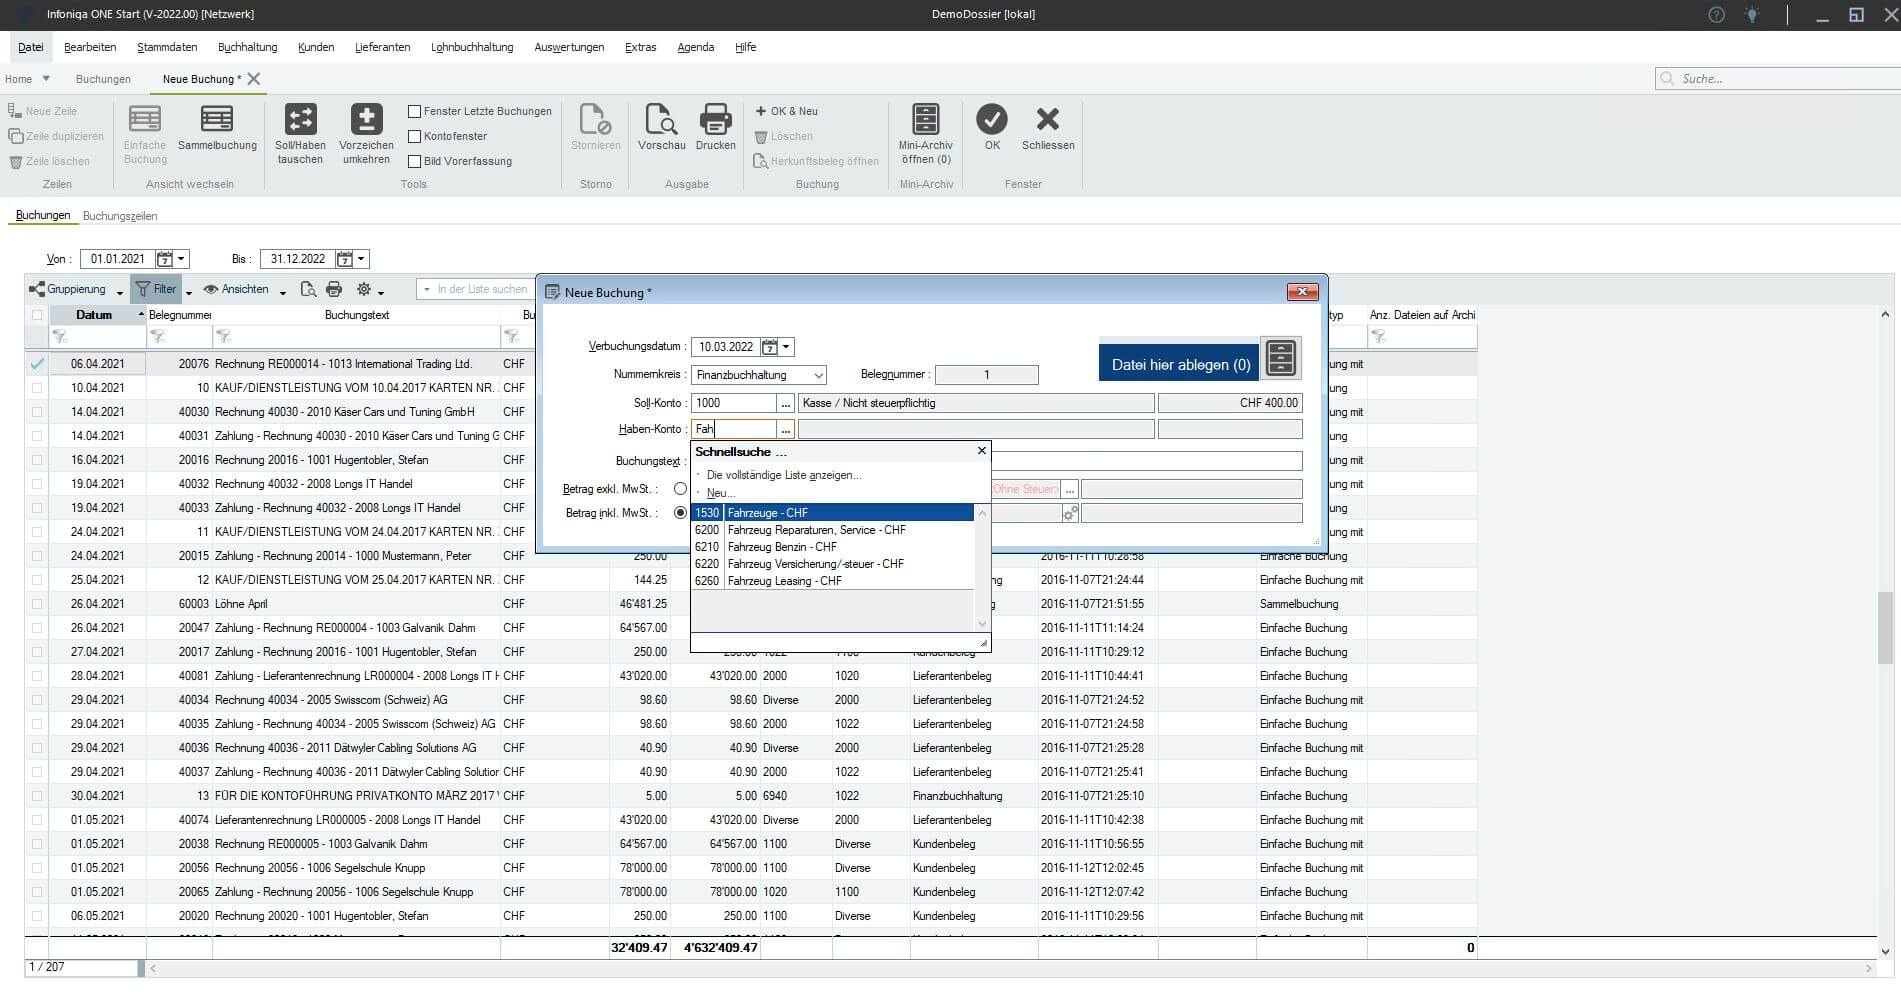 Infoniqa ONE Start (V-2022.00) [Netzwerk] DemoDossier [lokal]
Datei Bearbeiten Stammdaten Buchhaltung Kunden Lieferanten Lohnbuchhaltung Auswertungen Extras Agenda Hilfe
Home Buchungen Neue Buchung * Suche...
Neue Zeile
Zeile duplizieren
Zeile löschen
Zeilen
Einfache Buchung
Sammelbuchung
Ansicht wechseln
Soll/Haben tauschen
Vorzeichen umkehren
Fenster Letzte Buchungen
Kontofenster
Bild Vorerfassung
Tools
Stornieren
Storno
Vorschau Drucken
Ausgabe
OK & Neu
Löschen
Herkunftsbeleg öffnen
Buchung
Mini-Archiv öffnen (0)
Mini-Archiv
OK Schliessen
Fenster
Buchungen Buchungszeilen
Von : 01.01.2021 Bis : 31.12.2022
Gruppierung Filter Ansichten In der Liste suchen
Datum Belegnummer Buchungstext Bu typ Anz. Dateien auf Archi
06.04.2021 20076 Rechnung RE000014 - 1013 International Trading Ltd. CHF ung mit
10.04.2021 10 KAUF/DIENSTLEISTUNG VOM 10.04.2017 KARTEN NR. CHF ung
14.04.2021 40030 Rechnung 40030 - 2010 Käser Cars und Tuning GmbH CHF ung mit
14.04.2021 40031 Zahlung - Rechnung 40030 - 2010 Käser Cars und Tuning G CHF ung
16.04.2021 20016 Rechnung 20016 - 1001 Hugentobler, Stefan CHF ung mit
19.04.2021 40032 Rechnung 40032 - 2008 Longs IT Handel CHF ung mit
19.04.2021 40033 Zahlung - Rechnung 40032 - 2008 Longs IT Handel CHF ung
24.04.2021 11 KAUF/DIENSTLEISTUNG VOM 24.04.2017 KARTEN NR. CHF ung mit
24.04.2021 20015 Zahlung - Rechnung 20014 - 1000 Mustermann, Peter CHF 250.00 2016-11-11T10:28:58 Einfache Buchung
25.04.2021 12 KAUF/DIENSTLEISTUNG VOM 25.04.2017 KARTEN NR. CHF 144.25 ng 2016-11-07T21:24:44 Einfache Buchung mit
26.04.2021 60003 Löhne April CHF 46'481.25 g 2016-11-07T21:51:55 Sammelbuchung
26.04.2021 20047 Zahlung - Rechnung RE000004 - 1003 Galvanik Dahm CHF 64'567.00 2016-11-11T11:14:24 Einfache Buchung
27.04.2021 20017 Zahlung - Rechnung 20016 - 1001 Hugentobler, Stefan CHF 250.00 250.00 1022 1100 Kundenbeleg 2016-11-11T10:29:12 Einfache Buchung
28.04.2021 40081 Zahlung - Lieferantenrechnung LR000004 - 2008 Longs IT H CHF 43'020.00 43'020.00 2000 1020 Lieferantenbeleg 2016-11-11T10:44:41 Einfache Buchung
29.04.2021 40034 Rechnung 40034 - 2005 Swisscom (Schweiz) AG CHF 98.60 98.60 Diverse 2000 Lieferantenbeleg 2016-11-07T21:24:52 Einfache Buchung mit
29.04.2021 40035 Zahlung - Rechnung 40034 - 2005 Swisscom (Schweiz) AG CHF 98.60 98.60 2000 1022 Lieferantenbeleg 2016-11-07T21:24:58 Einfache Buchung
29.04.2021 40036 Rechnung 40036 - 2011 Dätwyler Cabling Solutions AG CHF 40.90 40.90 Diverse 2000 Lieferantenbeleg 2016-11-07T21:25:28 Einfache Buchung mit
29.04.2021 40037 Zahlung - Rechnung 40036 - 2011 Dätwyler Cabling Solution CHF 40.90 40.90 2000 1022 Lieferantenbeleg 2016-11-07T21:25:41 Einfache Buchung
30.04.2021 13 FÜR DIE KONTOFÜHRUNG PRIVATKONTO MÄRZ 2017 V CHF 5.00 5.00 6940 1022 Finanzbuchhaltung 2016-11-07T21:25:10 Einfache Buchung
01.05.2021 40074 Lieferantenrechnung LR000005 - 2008 Longs IT Handel CHF 43'020.00 43'020.00 Diverse 2000 Lieferantenbeleg 2016-11-11T10:42:38 Einfache Buchung mit
01.05.2021 20038 Rechnung RE000005 - 1003 Galvanik Dahm CHF 64'567.00 64'567.00 1100 Diverse Kundenbeleg 2016-11-11T10:56:55 Einfache Buchung mit
01.05.2021 20056 Rechnung 20056 - 1006 Segelschule Knupp CHF 78'000.00 78'000.00 1100 Diverse Kundenbeleg 2016-11-12T12:02:45 Einfache Buchung mit
01.05.2021 20065 Zahlung - Rechnung 20056 - 1006 Segelschule Knupp CHF 78'000.00 78'000.00 1020 1100 Kundenbeleg 2016-11-12T12:07:42 Einfache Buchung
06.05.2021 20020 Rechnung 20020 - 1001 Hugentobler, Stefan CHF 250.00 250.00 1100 Diverse Kundenbeleg 2016-11-11T10:29:56 Einfache Buchung mit
32'409.47 4'632'409.47 0
1 / 207
Neue Buchung *
Verbuchungsdatum : 10.03.2022
Datei hier ablegen (0)
Nummernkreis : Finanzbuchhaltung Belegnummer : 1
Soll-Konto : 1000 ... Kasse / Nicht steuerpflichtig CHF 400.00
Haben-Konto : Fah ...
Buchungstext :
Betrag exkl. MwSt. : Ohne Steuer> ...
Betrag inkl. MwSt. :
Schnellsuche ...
Die vollständige Liste anzeigen...
Neu...
1530 Fahrzeuge - CHF
6200 Fahrzeug Reparaturen, Service - CHF
6210 Fahrzeug Benzin - CHF
6220 Fahrzeug Versicherung/-steuer - CHF
6260 Fahrzeug Leasing - CHF